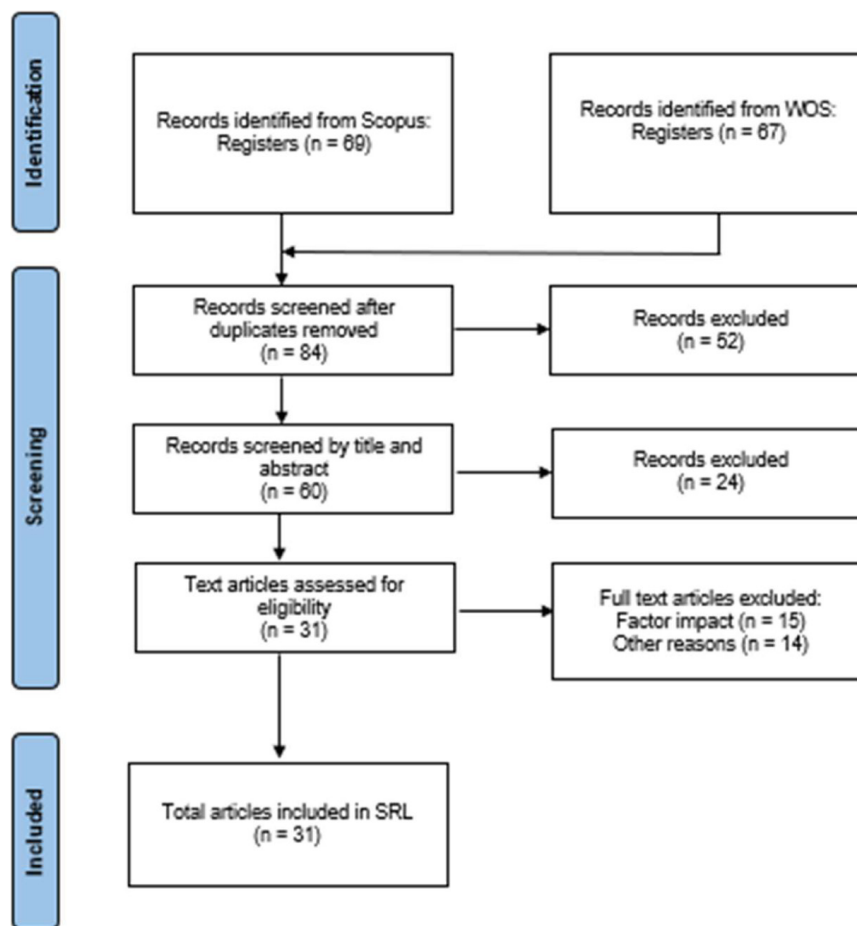 Identification
Records identified from Scopus:
Registers (n = 69)
Records identified from WOS:
Registers (n = 67)
Screening
Records screened after
duplicates removed
(n = 84)
Records excluded
(n = 52)
Records screened by title and
abstract
(n = 60)
Records excluded
(n = 24)
Text articles assessed for
eligibility
(n = 31)
Full text articles excluded:
Factor impact (n = 15)
Other reasons (n = 14)
Included
Total articles included in SRL
(n = 31)